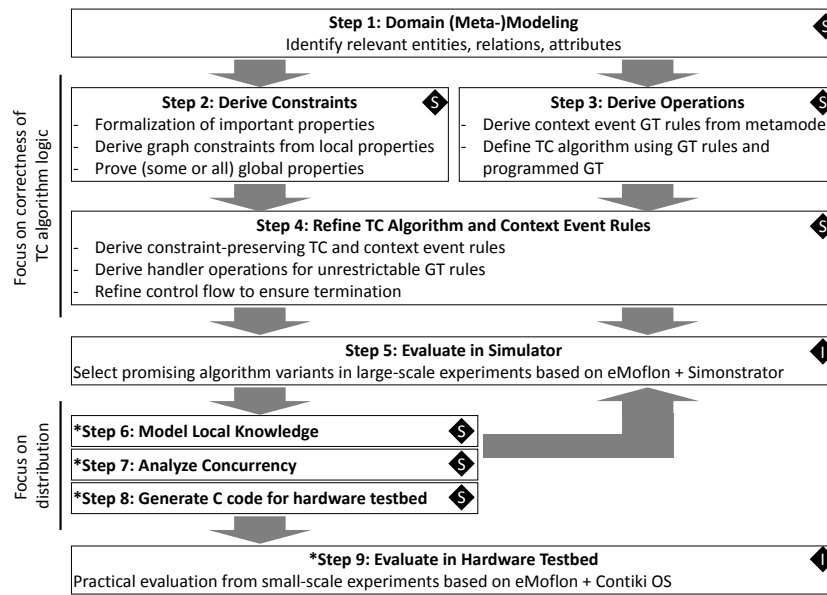 Step 1: Domain (Meta-)Modeling
S
Identify relevant entities, relations, attributes
Focus on correctness of
TC algorithm logic
Step 2: Derive Constraints
S
- Formalization of important properties
- Derive graph constraints from local properties
- Prove (some or all) global properties
Step 3: Derive Operations
S
- Derive context event GT rules from metamode
- Define TC algorithm using GT rules and
programmed GT
Step 4: Refine TC Algorithm and Context Event Rules
S
- Derive constraint-preserving TC and context event rules
- Derive handler operations for unrestrictable GT rules
- Refine control flow to ensure termination
Step 5: Evaluate in Simulator
I
Select promising algorithm variants in large-scale experiments based on eMoflon + Simonstrator
Focus on
distribution
*Step 6: Model Local Knowledge
S
*Step 7: Analyze Concurrency
S
*Step 8: Generate C code for hardware testbed
S
*Step 9: Evaluate in Hardware Testbed
I
Practical evaluation from small-scale experiments based on eMoflon + Contiki OS